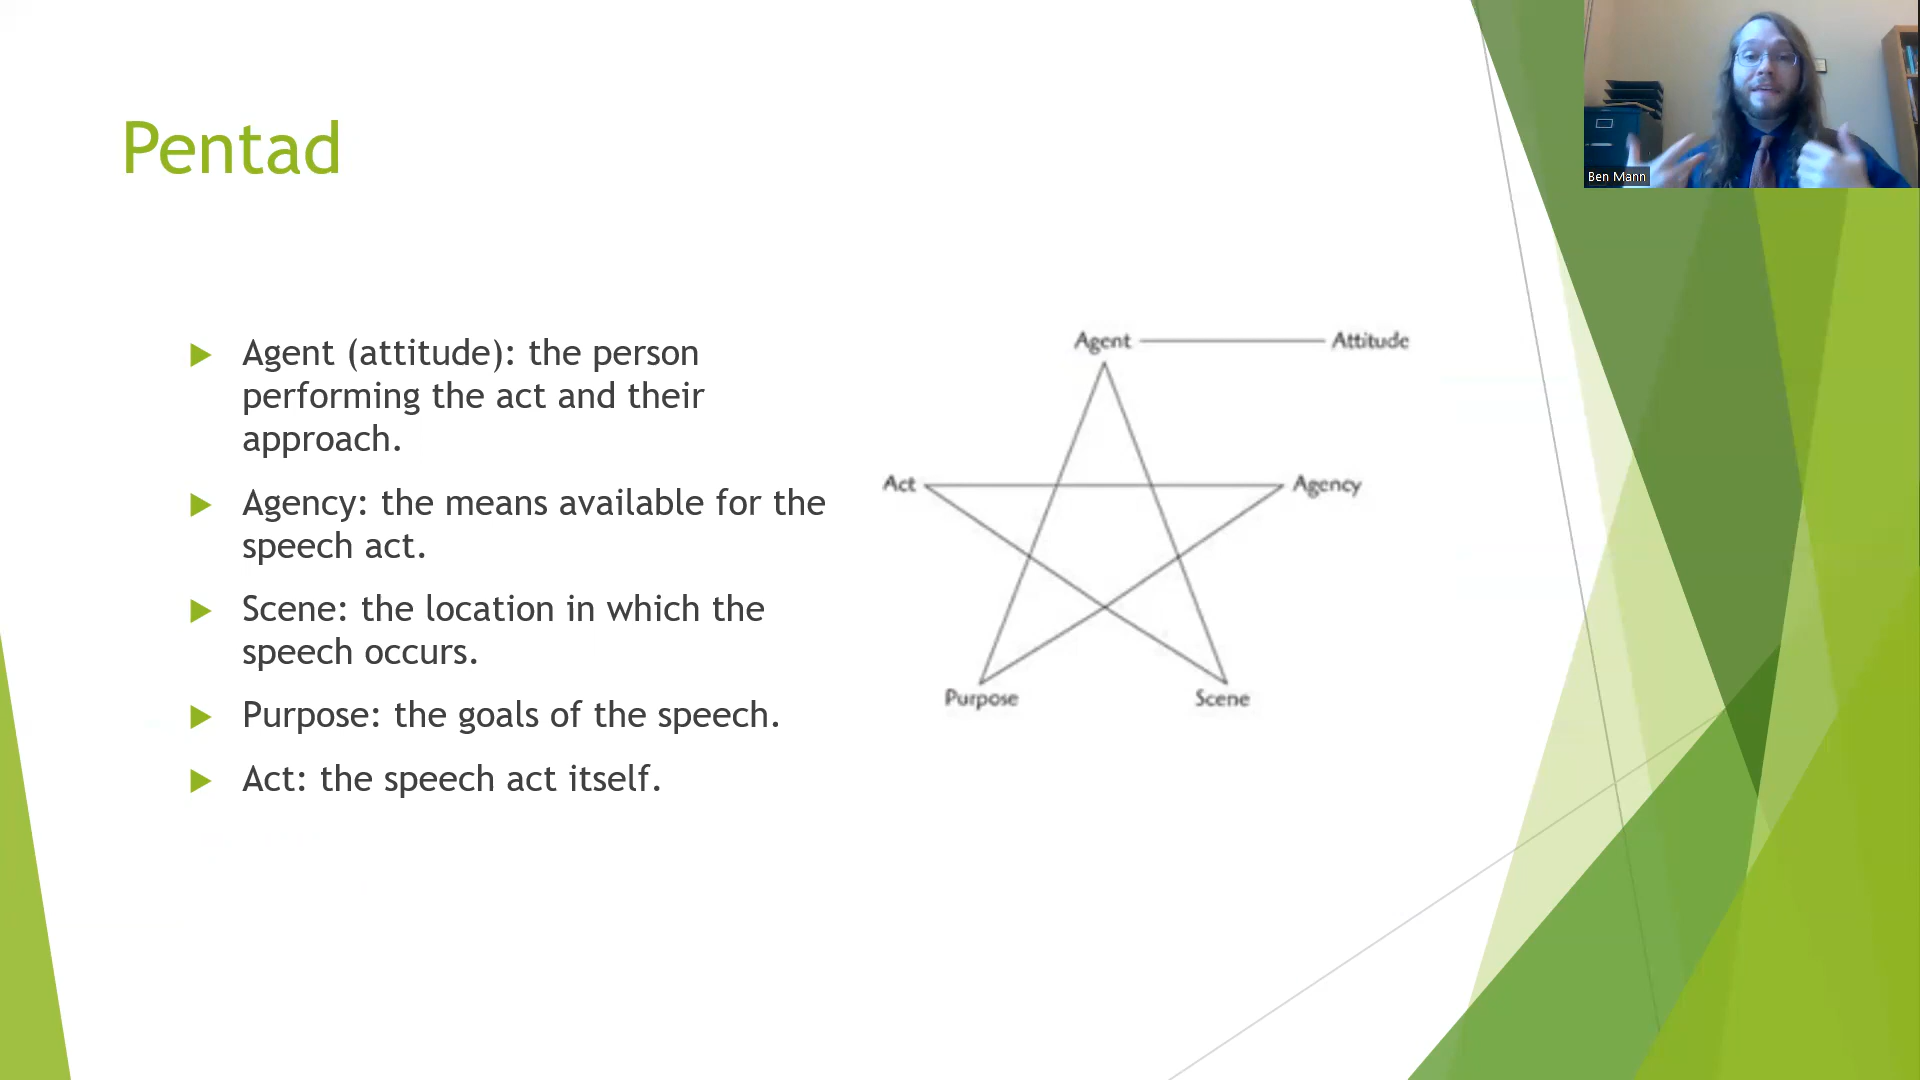 Pentad
Agent (attitude): the person
performing the act and their
approach.
Agency: the means available for the
speech act.
Scene: the location in which the
speech occurs.
Purpose: the goals of the speech.
Act: the speech act itself.
Agent
Attitude
Act
Agency
Purpose
Scene
Ben Mann